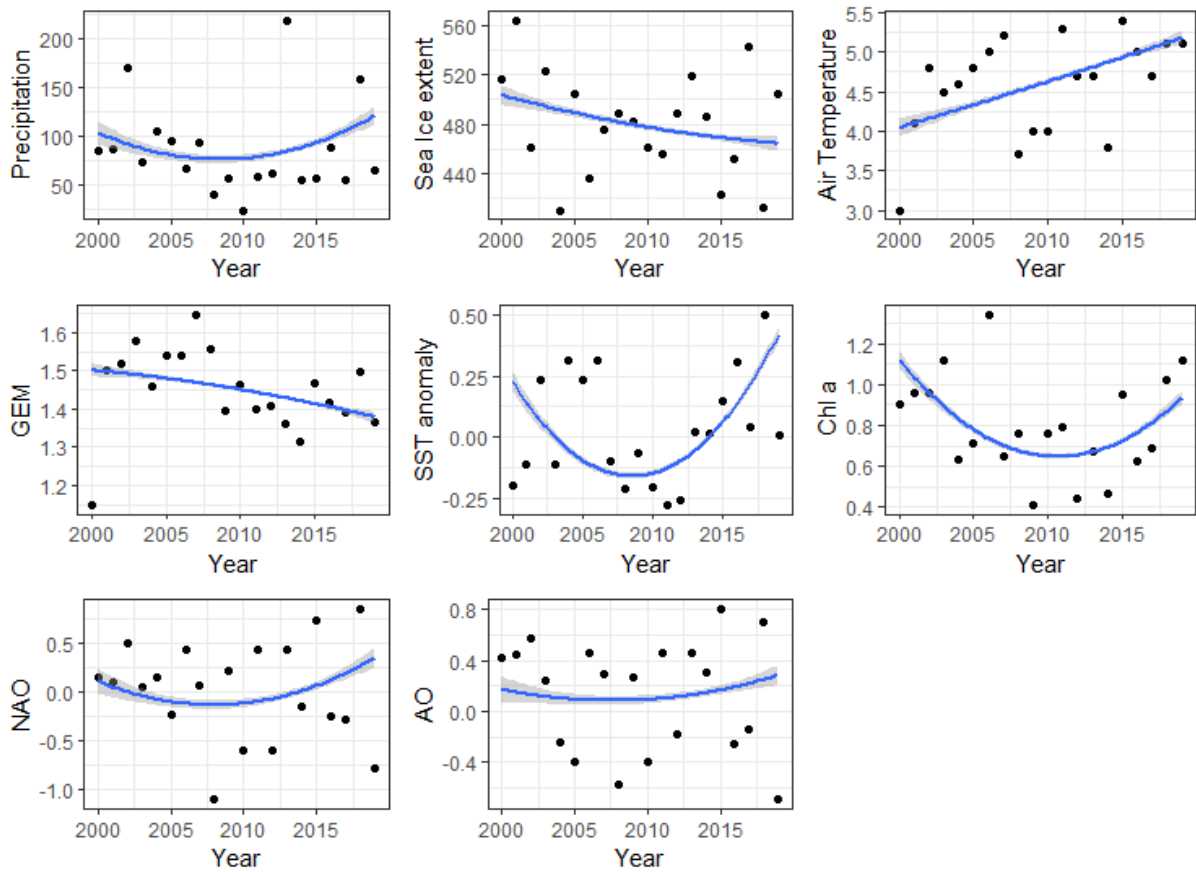 Precipitation
200
150
100
50
2000 2005 2010 2015
Year
Sea Ice extent
560
520
480
440
2000 2005 2010 2015
Year
Air Temperature
5.5
5.0
4.5
4.0
3.5
3.0
2000 2005 2010 2015
Year
GEM
1.6
1.5
1.4
1.3
1.2
2000 2005 2010 2015
Year
SST anomaly
0.50
0.25
0.00
-0.25
2000 2005 2010 2015
Year
Chl a
1.2
1.0
0.8
0.6
0.4
2000 2005 2010 2015
Year
NAO
0.5
0.0
-0.5
-1.0
2000 2005 2010 2015
Year
AO
0.8
0.4
0.0
-0.4
2000 2005 2010 2015
Year